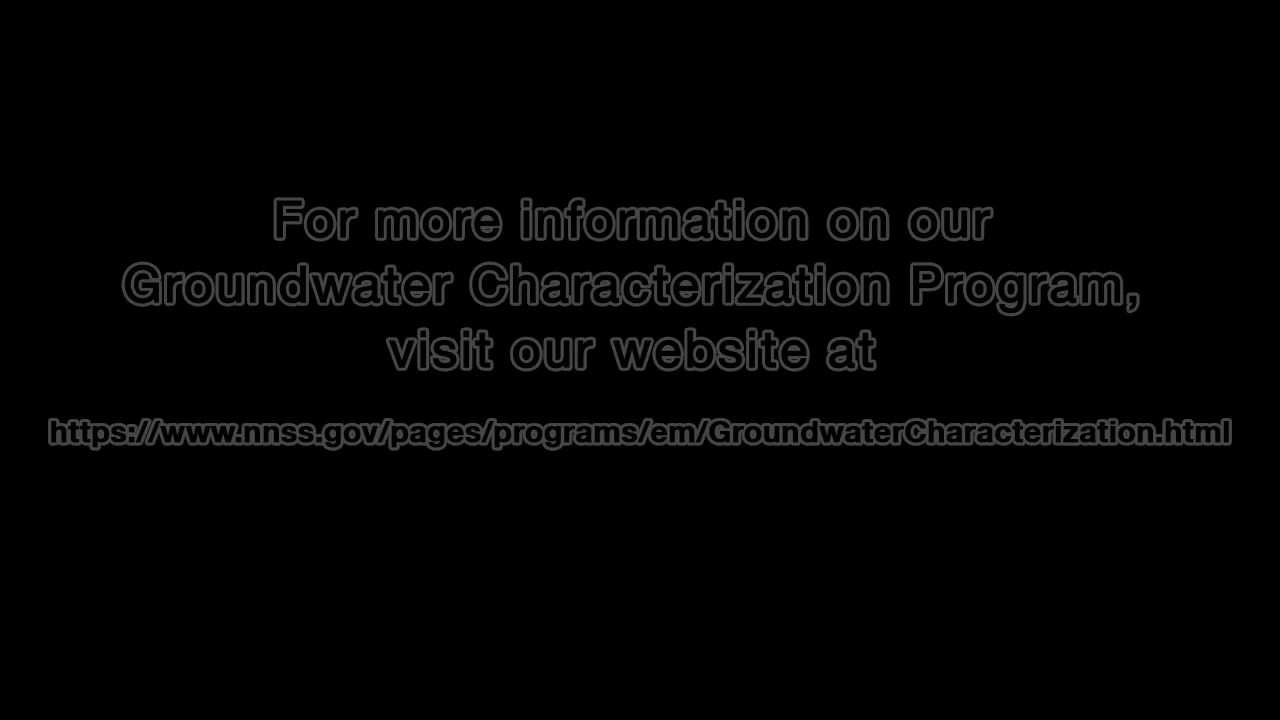 For more information on our
Groundwater Characterization Program,
visit our website at
https://www.nnss.gov/pages/programs/em/GroundwaterCharacterization.html